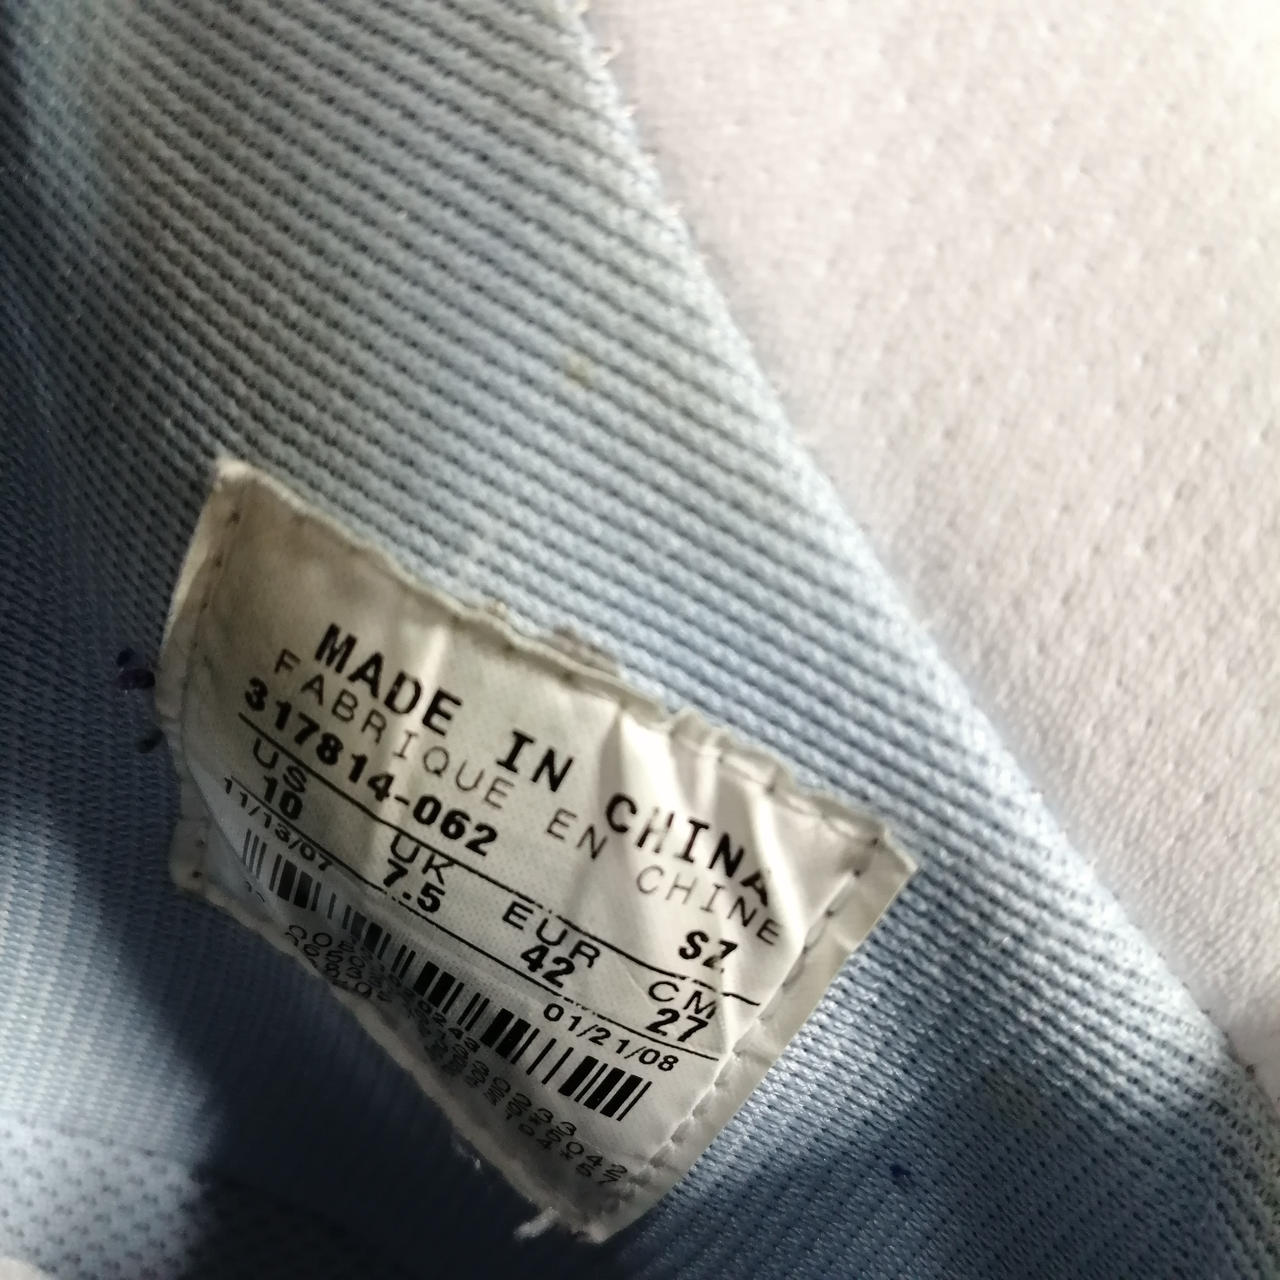 MADE IN CHINA
FABRIQUE EN CHINE
317814-062 SZ
US UK EUR CM
10 7.5 42 27
11/13/07 01/21/08